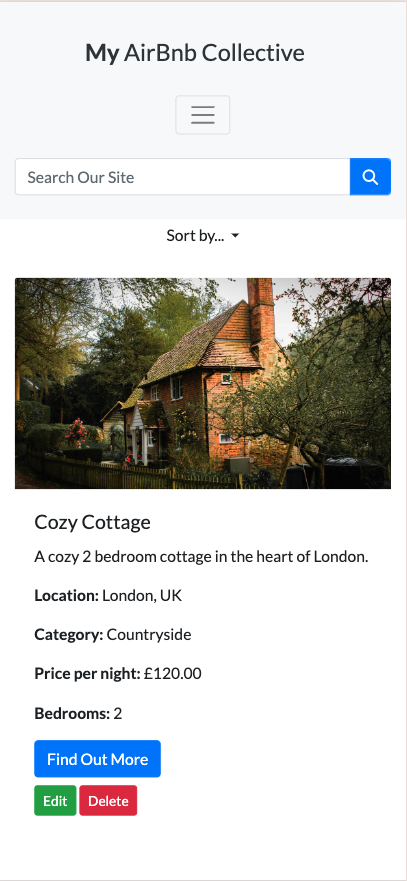 My AirBnb Collective
Search Our Site
Sort by...
Cozy Cottage
A cozy 2 bedroom cottage in the heart of London.
Location: London, UK
Category: Countryside
Price per night: £120.00
Bedrooms: 2
Find Out More
Edit Delete